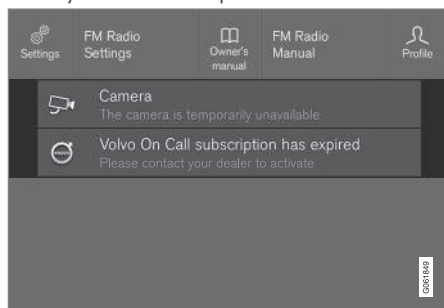 Settings
FM Radio
Settings
Owner's
manual
FM Radio
Manual
Profile
Camera
The camera is temporarily unavailable
Volvo On Call subscription has expired
Please contact your dealer to activate
G061849